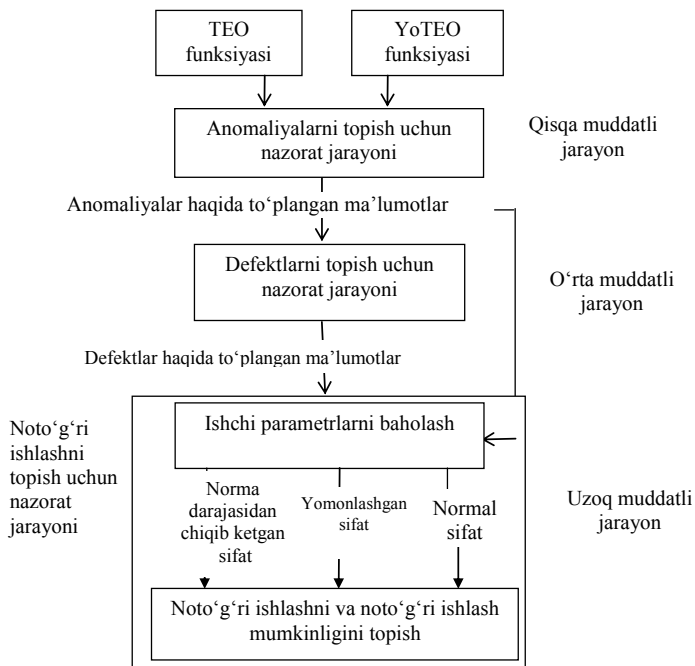 TEO
funksiyasi
YoTEO
funksiyasi
Anomaliyalarni topish uchun
nazorat jarayoni
Qisqa muddatli
jarayon
Anomaliyalar haqida to‘plangan ma’lumotlar
Defektlarni topish uchun
nazorat jarayoni
O‘rta muddatli
jarayon
Defektlar haqida to‘plangan ma’lumotlar
Noto‘g‘ri
ishlashni
topish uchun
nazorat
jarayoni
Ishchi parametrlarni baholash
Norma
darajasidan
chiqib ketgan
sifat
Yomonlashgan
sifat
Normal
sifat
Uzoq muddatli
jarayon
Noto‘g‘ri ishlashni va noto‘g‘ri ishlash
mumkinligini topish